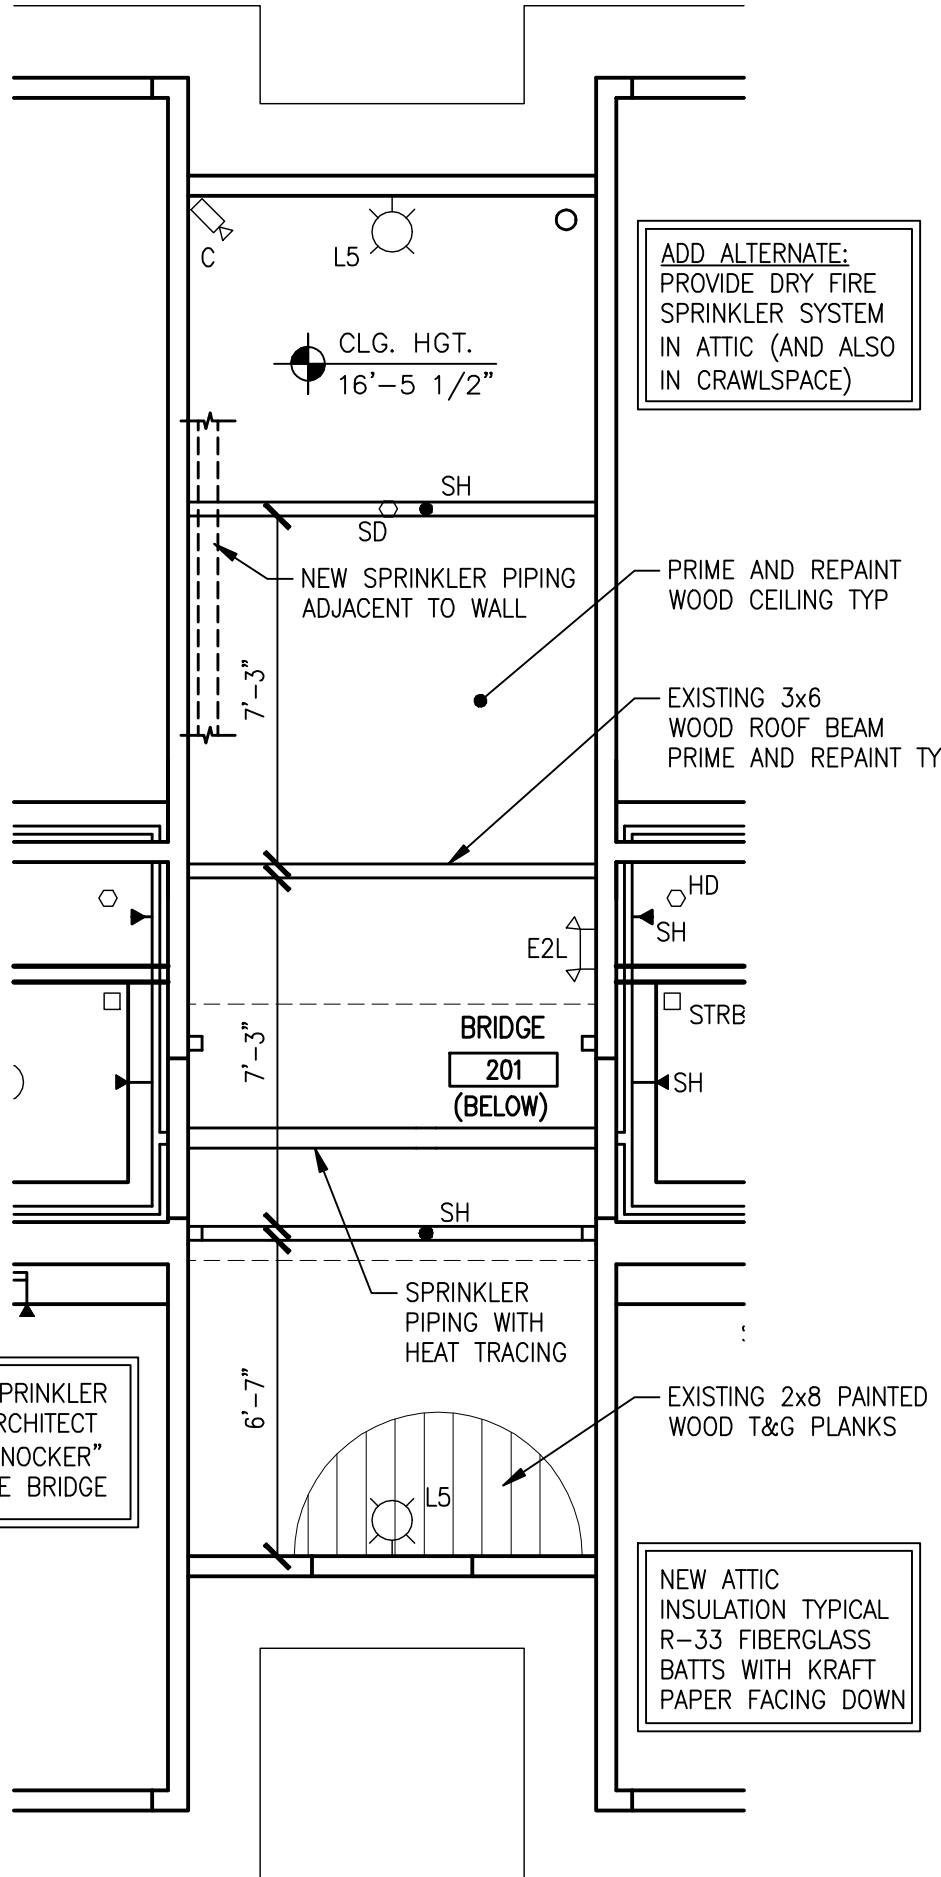 C
L5
ADD ALTERNATE:
PROVIDE DRY FIRE
SPRINKLER SYSTEM
IN ATTIC (AND ALSO
IN CRAWLSPACE)
CLG. HGT.
16'-5 1/2"
SH
SD
NEW SPRINKLER PIPING
ADJACENT TO WALL
PRIME AND REPAINT
WOOD CEILING TYP
7'-3"
EXISTING 3x6
WOOD ROOF BEAM
PRIME AND REPAINT TY
HD
SH
E2L
STRB
BRIDGE
201
(BELOW)
7'-3"
SH
SH
SPRINKLER
PIPING WITH
HEAT TRACING
PRINKLER
RCHITECT
NOCKER"
E BRIDGE
6'-7"
EXISTING 2x8 PAINTED
WOOD T&G PLANKS
L5
NEW ATTIC
INSULATION TYPICAL
R-33 FIBERGLASS
BATTS WITH KRAFT
PAPER FACING DOWN